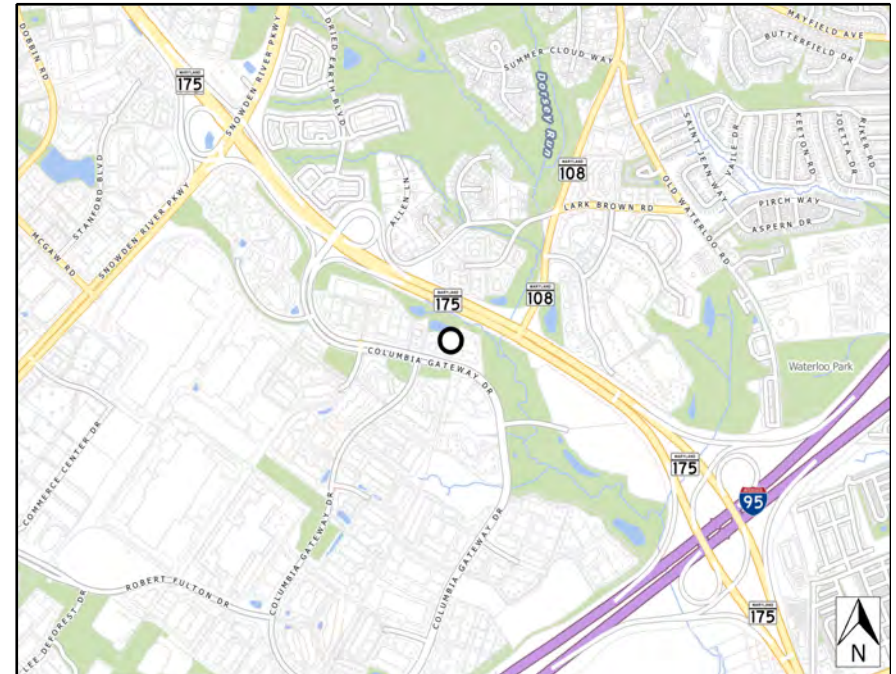 MAYFIELD AVE
BUTTERFIELD DR
DOBBIN RD
DRIED EARTH BLVD
SUMMER CLOUD WAY
MARYLAND
175
SNOWDEN RIVER PKWY
Dorsey Run
SAINT JEAN WAY
VAILE DR
KEETON RD
JOETTA DR
RIKER RD
MARYLAND
108
STANFORD BLVD
ALLEN LN
LARK BROWN RD
OLD WATERLOO RD
PIRCH WAY
ASPERN DR
MCGAW RD
SNOWDEN RIVER PKWY
MARYLAND
175
MARYLAND
108
COLUMBIA GATEWAY DR
Waterloo Park
COMMERCE CENTER DR
MARYLAND
175
95
COLUMBIA GATEWAY DR
COLUMBIA GATEWAY DR
ROBERT FULTON DR
LEE DEFOREST DR
MARYLAND
175
N